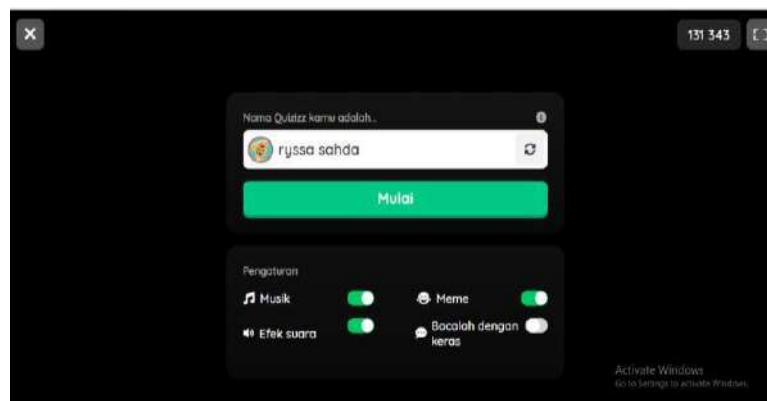 131 343
Nama Quizizz kamu adalah..
ryssa sahda
Mulai
Pengaturan
Musik
Meme
Efek suara
Bacalah dengan
keras
Activate Windows
Go to Settings to activate Windows.